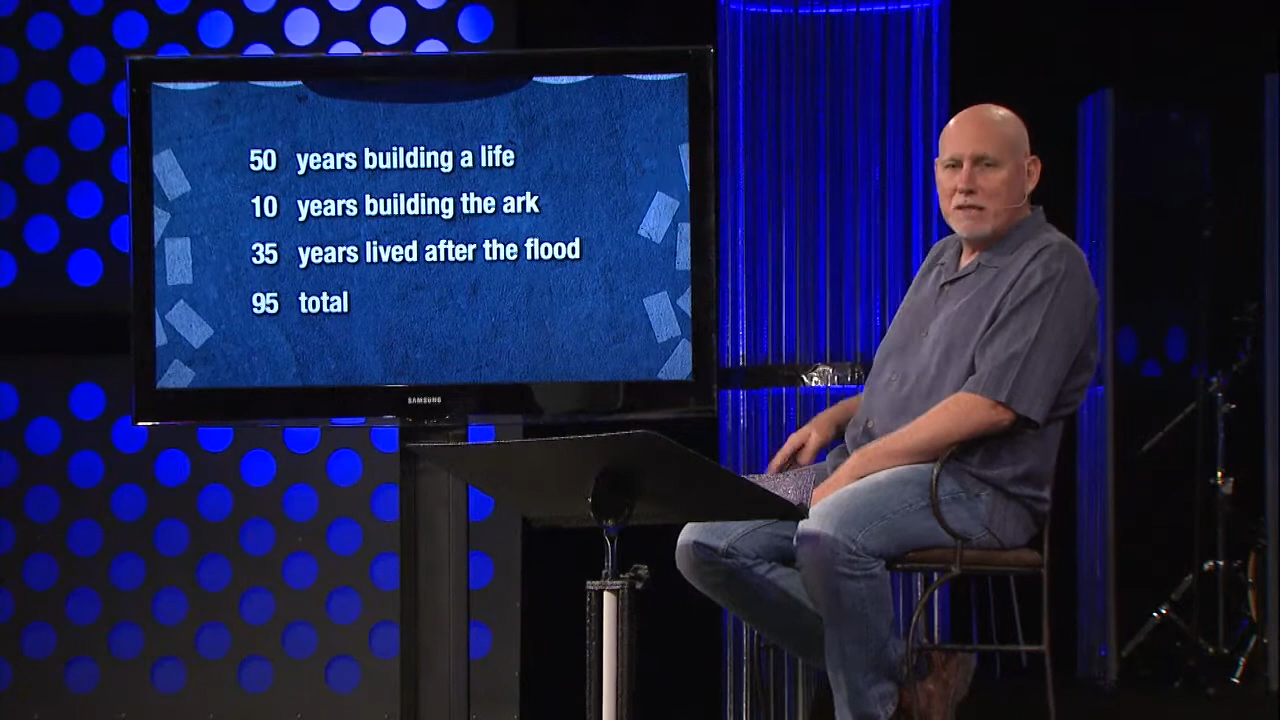 50 years building a life
10 years building the ark
35 years lived after the flood
95 total
SAMSUNG